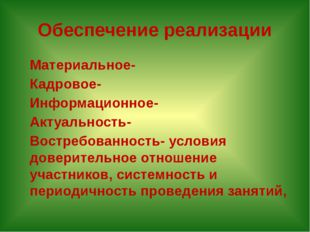 Обеспечение реализации
Материальное-
Кадровое-
Информационное-
Актуальность-
Востребованность- условия
доверительное отношение
участников, системность и
периодичность проведения занятий,